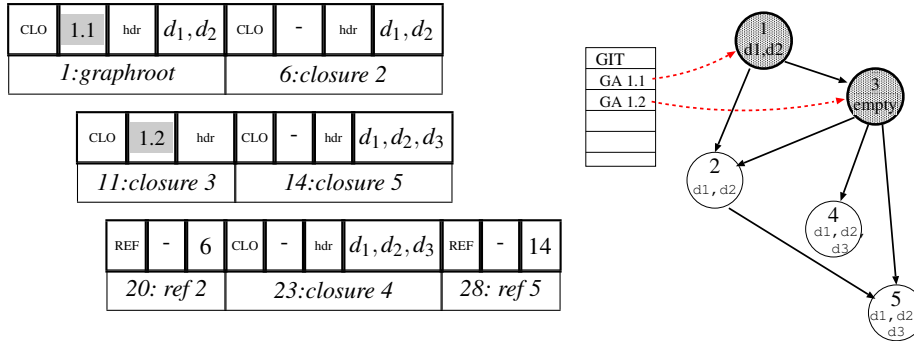 CLO 1.1 hdr d₁, d₂ CLO - hdr d₁, d₂
1:graphroot 6:closure 2
CLO 1.2 hdr CLO - hdr d₁, d₂, d₃
11:closure 3 14:closure 5
REF - 6 CLO - hdr d₁, d₂, d₃ REF - 14
20: ref 2 23:closure 4 28: ref 5
GIT
GA 1.1
GA 1.2
1
d1,d2
3
empty
2
d1,d2
4
d1,d2,
d3
5
d1,d2
d3